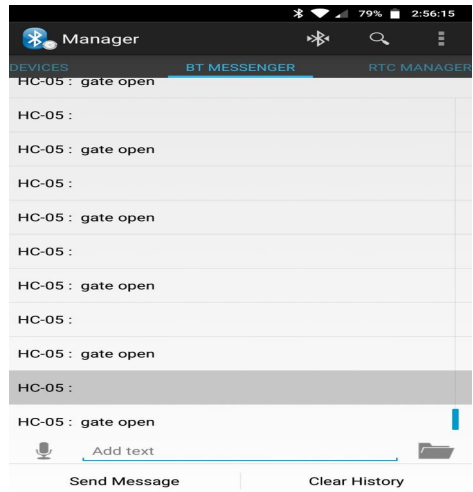 79% 2:56:15
Manager
DEVICES BT MESSENGER RTC MANAGER
HC-05 : gate open
HC-05 :
HC-05 : gate open
HC-05 :
HC-05 : gate open
HC-05 :
HC-05 : gate open
HC-05 :
HC-05 : gate open
HC-05 :
HC-05 : gate open
Add text
Send Message Clear History